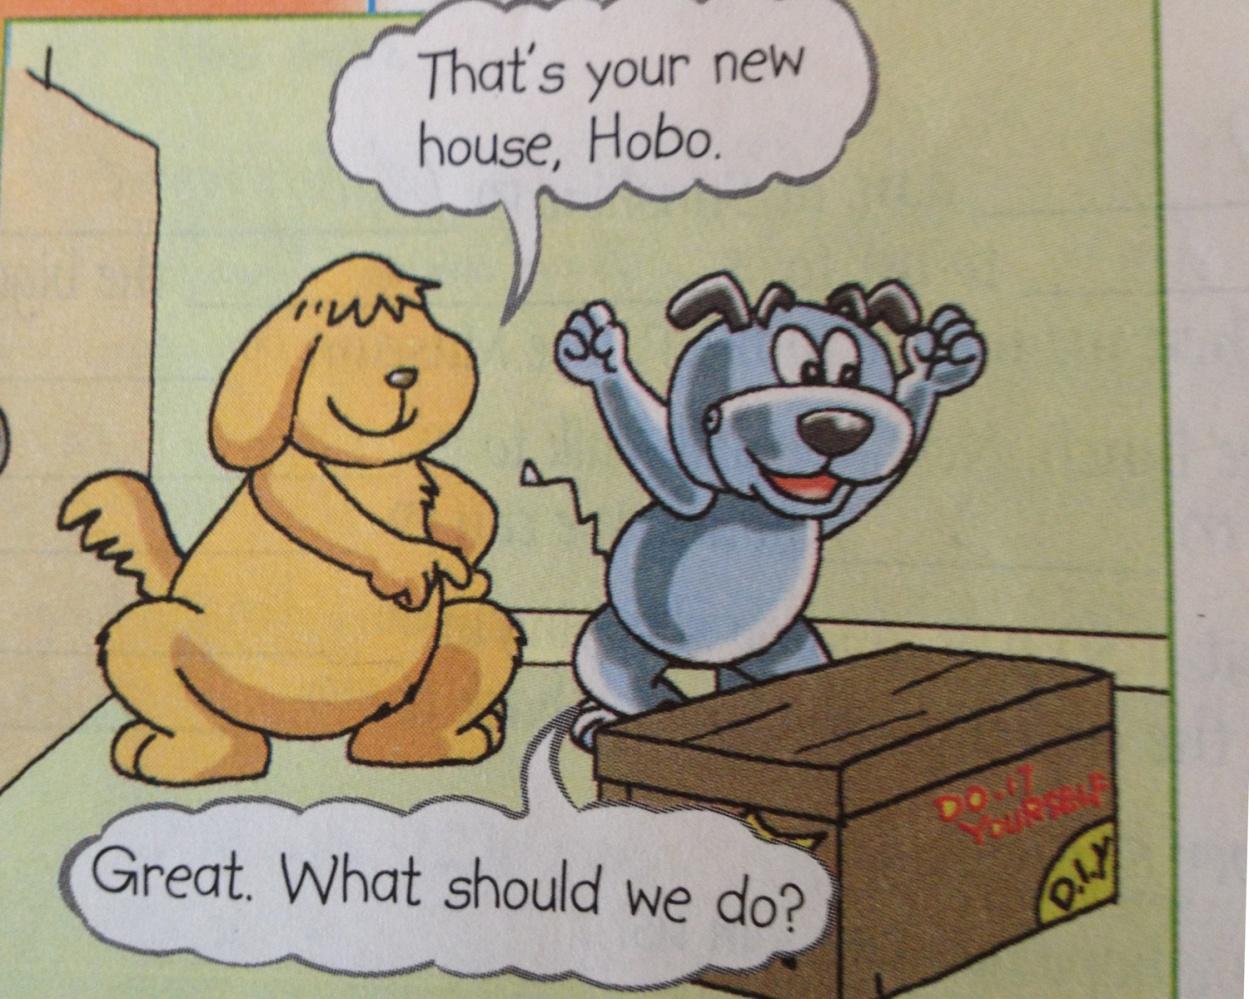 That's your new
house, Hobo.
Great. What should we do?
DO-IT
YOURSELF
D.I.Y